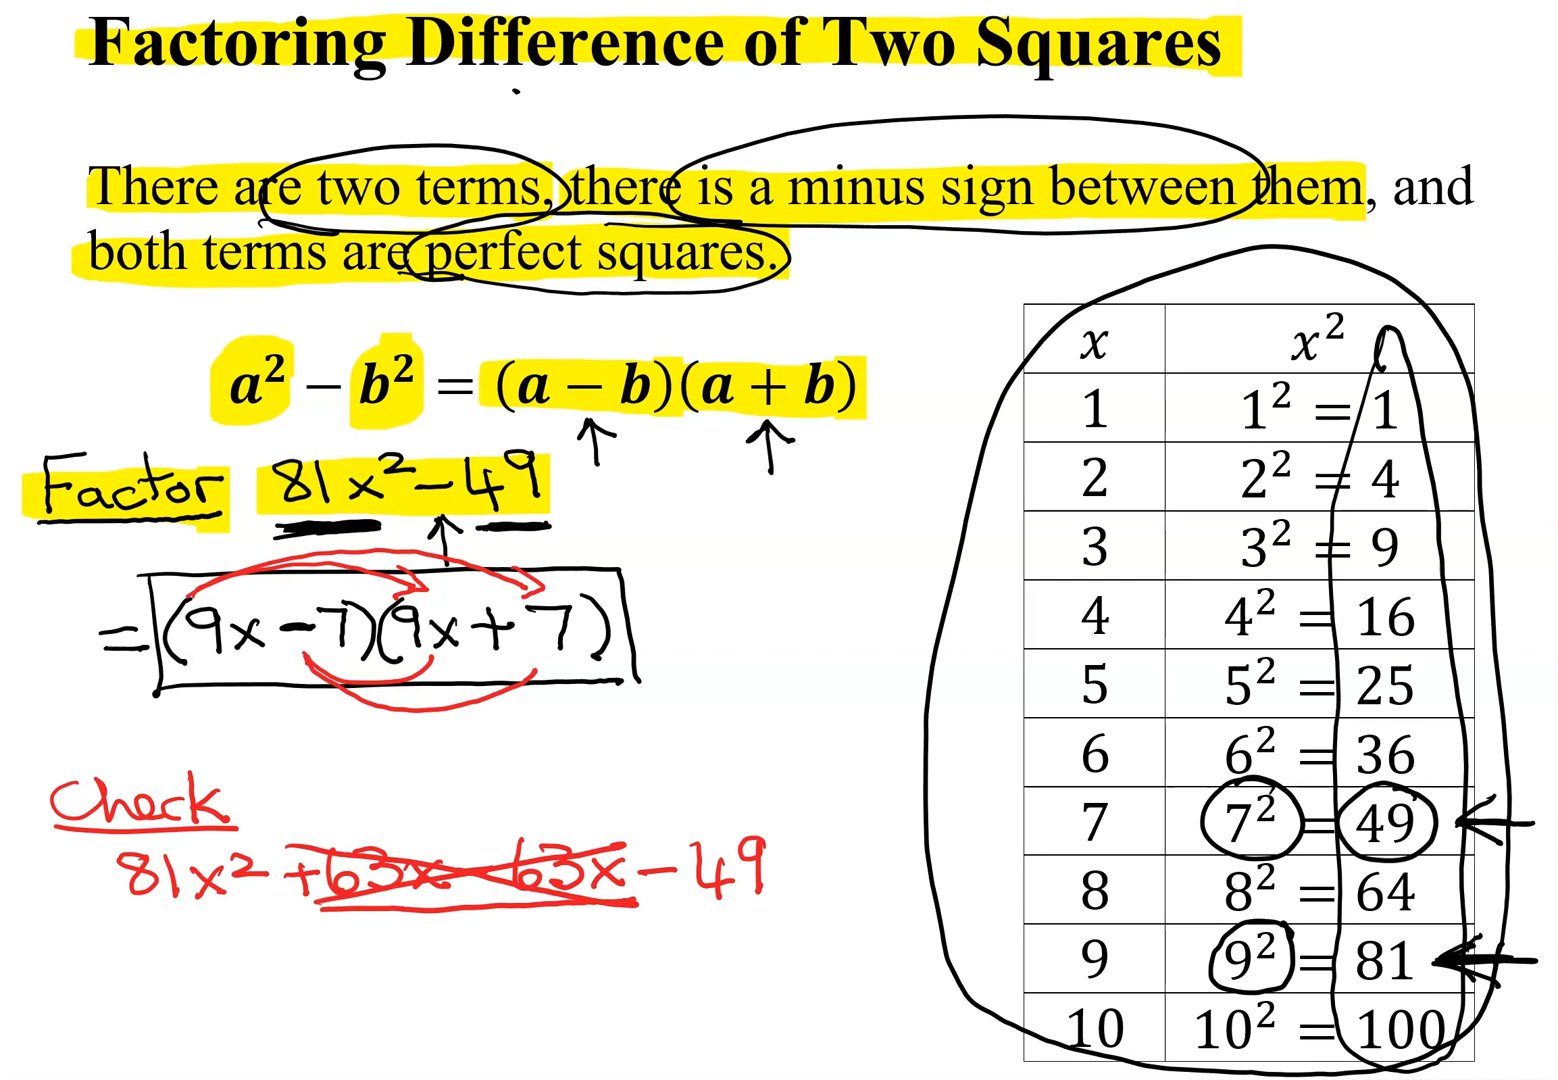 Factoring Difference of Two Squares
There are two terms, there is a minus sign between them, and
both terms are perfect squares.
a² − b² = (a − b)(a + b)
Factor 81x² − 49
= (9x − 7)(9x + 7)
Check
81x² + 63x − 63x − 49
x x²
1 1² = 1
2 2² = 4
3 3² = 9
4 4² = 16
5 5² = 25
6 6² = 36
7 7² = 49
8 8² = 64
9 9² = 81
10 10² = 100